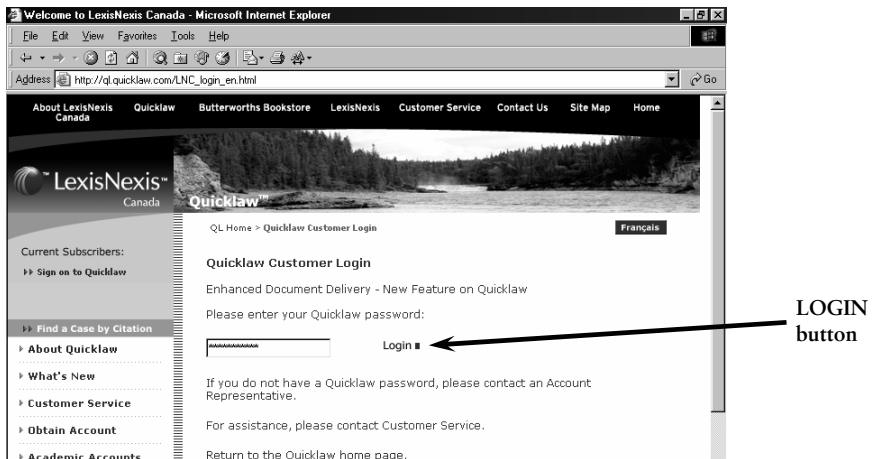 Welcome to LexisNexis Canada - Microsoft Internet Explorer
File Edit View Favorites Tools Help
Address http://ql.quicklaw.com/LNC_login_en.html Go
About LexisNexis Canada Quicklaw Butterworths Bookstore LexisNexis Customer Service Contact Us Site Map Home
LexisNexis™
Canada
Quicklaw™
QL Home > Quicklaw Customer Login Français
Current Subscribers:
Sign on to Quicklaw
Find a Case by Citation
About Quicklaw
What's New
Customer Service
Obtain Account
Academic Accounts
Quicklaw Customer Login
Enhanced Document Delivery - New Feature on Quicklaw
Please enter your Quicklaw password:
*********** Login
If you do not have a Quicklaw password, please contact an Account
Representative.
For assistance, please contact Customer Service.
Return to the Quicklaw home page.
LOGIN
button